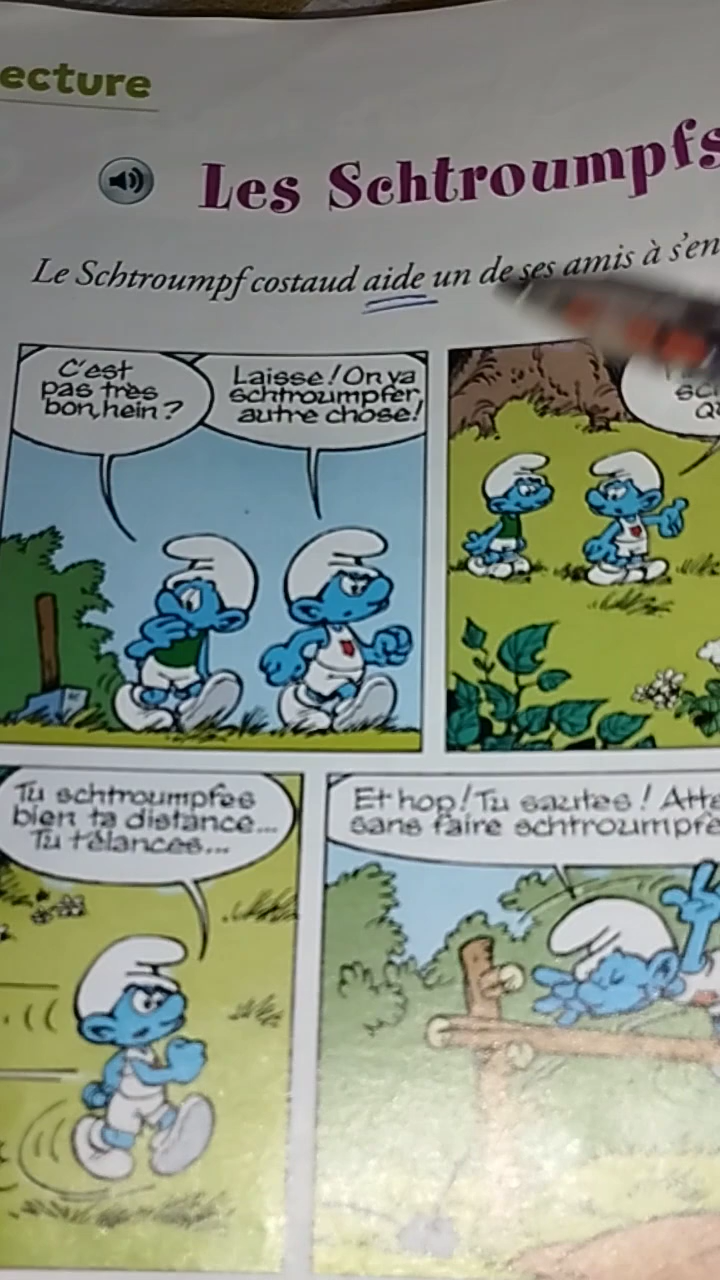 ecture
Les Schtroumpfs
Le Schtroumpf costaud aide un de ses amis à s'en
C'est
pas très
bon, hein ?
Laisse ! On va
schtroumpfer
autre chose !
Tu schtroumpfes
bien ta distance...
Tu t'élances...
Et hop ! Tu sautes ! Atte
sans faire schtroumpfe